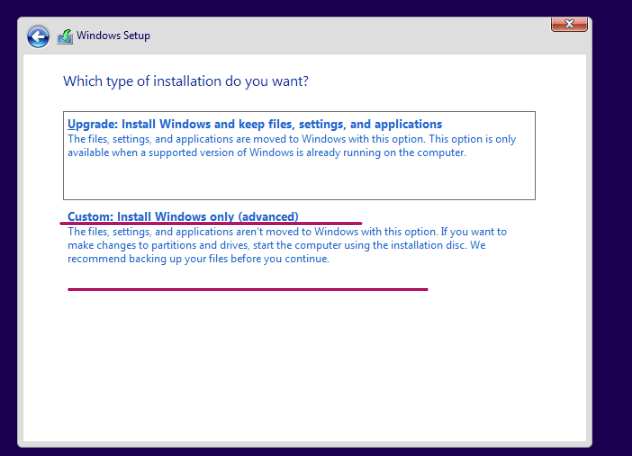 Windows Setup
Which type of installation do you want?
Upgrade: Install Windows and keep files, settings, and applications
The files, settings, and applications are moved to Windows with this option. This option is only
available when a supported version of Windows is already running on the computer.
Custom: Install Windows only (advanced)
The files, settings, and applications aren't moved to Windows with this option. If you want to
make changes to partitions and drives, start the computer using the installation disc. We
recommend backing up your files before you continue.